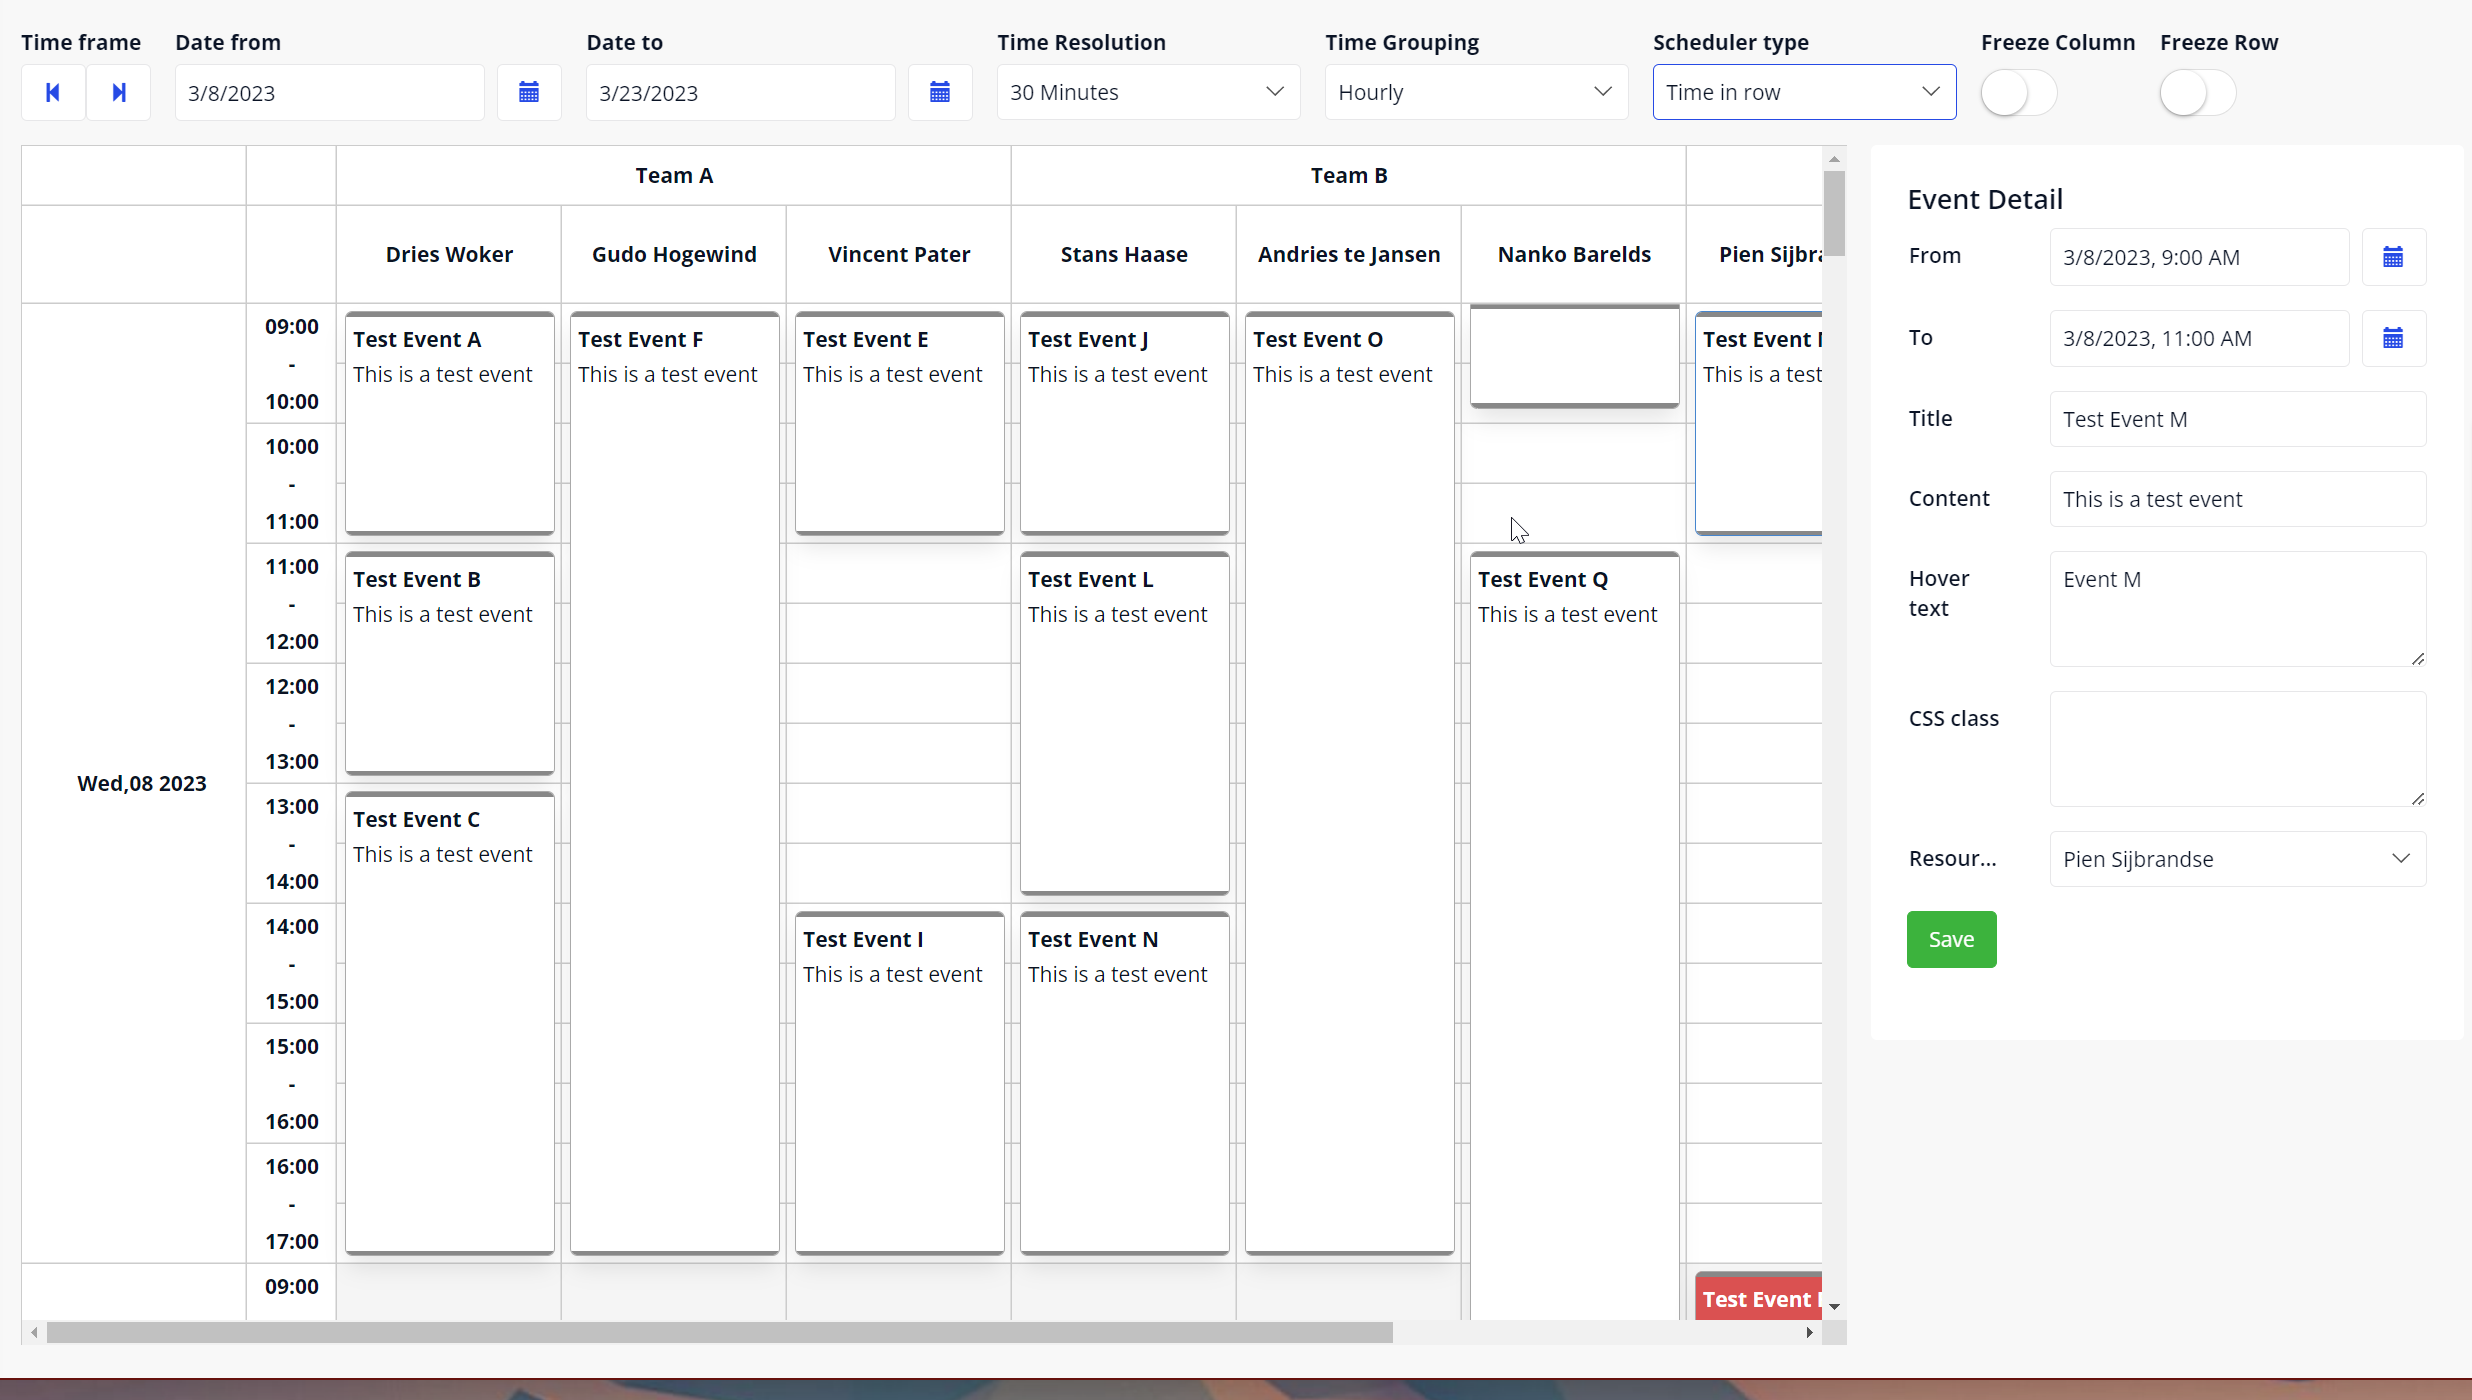 Time frame Date from Date to Time Resolution Time Grouping Scheduler type Freeze Column Freeze Row
3/8/2023 3/23/2023 30 Minutes Hourly Time in row
Team A Team B
Dries Woker Gudo Hogewind Vincent Pater Stans Haase Andries te Jansen Nanko Barelds Pien Sijbra
Wed,08 2023
09:00
-
10:00
10:00
-
11:00
11:00
-
12:00
12:00
-
13:00
13:00
-
14:00
14:00
-
15:00
15:00
-
16:00
16:00
-
17:00
09:00
Test Event A
This is a test event
Test Event B
This is a test event
Test Event C
This is a test event
Test Event F
This is a test event
Test Event E
This is a test event
Test Event I
This is a test event
Test Event J
This is a test event
Test Event L
This is a test event
Test Event N
This is a test event
Test Event O
This is a test event
Test Event Q
This is a test event
Test Event
This is a test
Test Event
Event Detail
From 3/8/2023, 9:00 AM
To 3/8/2023, 11:00 AM
Title Test Event M
Content This is a test event
Hover text Event M
CSS class
Resour... Pien Sijbrandse
Save